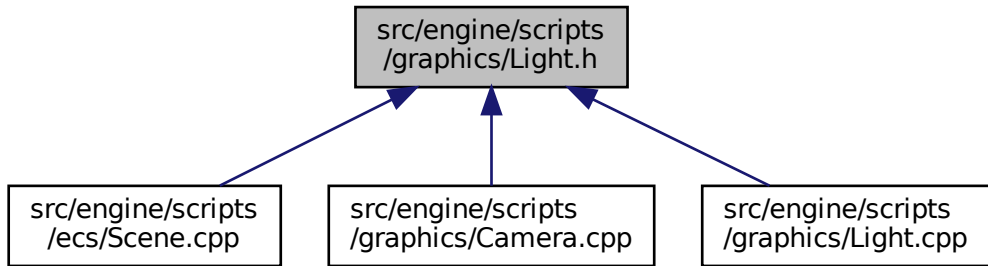 src/engine/scripts
/graphics/Light.h
src/engine/scripts
/ecs/Scene.cpp
src/engine/scripts
/graphics/Camera.cpp
src/engine/scripts
/graphics/Light.cpp